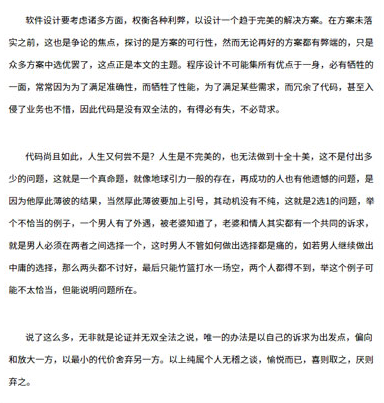 软件设计要考虑诸多方面，权衡各种利弊，以设计一个趋于完美的解决方案。在方案未落
实之前，这也是争论的焦点，探讨的是方案的可行性，然而无论再好的方案都有弊端的，只是
众多方案中选优罢了，这点正是本文的主题。程序设计不可能集所有优点于一身，必有牺牲的
一面，常常因为为了满足准确性，而牺牲了性能，为了满足某些需求，而冗余了代码，甚至入
侵了业务也不惜，因此代码是没有双全法的，有得必有失，不必苛求。
代码尚且如此，人生又何尝不是？人生是不完美的，也无法做到十全十美，这不是付出多
少的问题，这就是一个真命题，就像地球引力一般的存在，再成功的人也有他遗憾的问题，是
因为他厚此薄彼的结果，当然厚此薄彼要加上引号，其动机没有不纯，这就是2选1的问题，举
个不恰当的例子，一个男人有了外遇，被老婆知道了，老婆和情人其实都有一个共同的诉求，
就是男人必须在两者之间选择一个，这时男人不管如何做出选择都是痛的，如若男人继续做出
中庸的选择，那么两头都不讨好，最后只能竹篮打水一场空，两个人都得不到，举这个例子可
能不太恰当，但能说明问题所在。
说了这么多，无非就是论证并无双全法之说，唯一的办法是以自己的诉求为出发点，偏向
和放大一方，以最小的代价舍弃另一方。以上纯属个人无稽之谈，愉悦而已，喜则取之，厌则
弃之。